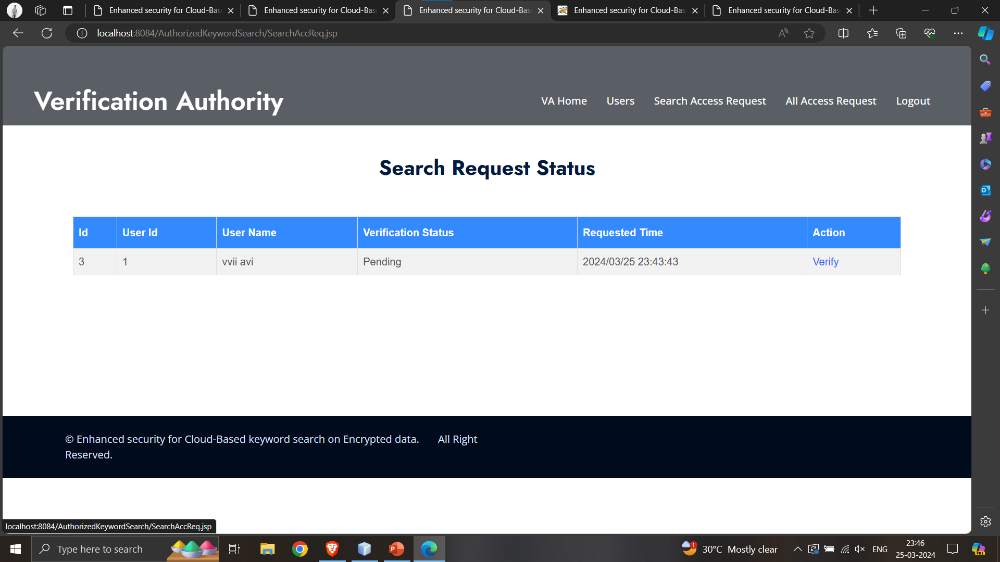 Enhanced security for Cloud-Bas
Enhanced security for Cloud-Bas
Enhanced security for Cloud-Bas
Enhanced security for Cloud-Bas
Enhanced security for Cloud-Bas
localhost:8084/AuthorizedKeywordSearch/SearchAccReq.jsp
Verification Authority
VA Home Users Search Access Request All Access Request Logout
Search Request Status
Id User Id User Name Verification Status Requested Time Action
3 1 vvii avi Pending 2024/03/25 23:43:43 Verify
© Enhanced security for Cloud-Based keyword search on Encrypted data. All Right
Reserved.
localhost:8084/AuthorizedKeywordSearch/SearchAccReq.jsp
Type here to search
1
30°C Mostly clear
ENG
23:46
25-03-2024
PRE